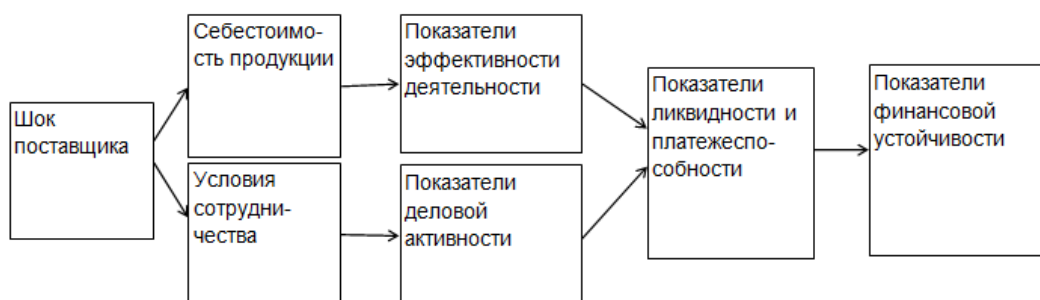 Шок
поставщика
Себестоимо-
сть продукции
Условия
сотрудни-
чества
Показатели
эффективности
деятельности
Показатели
деловой
активности
Показатели
ликвидности и
платежеспо-
собности
Показатели
финансовой
устойчивости